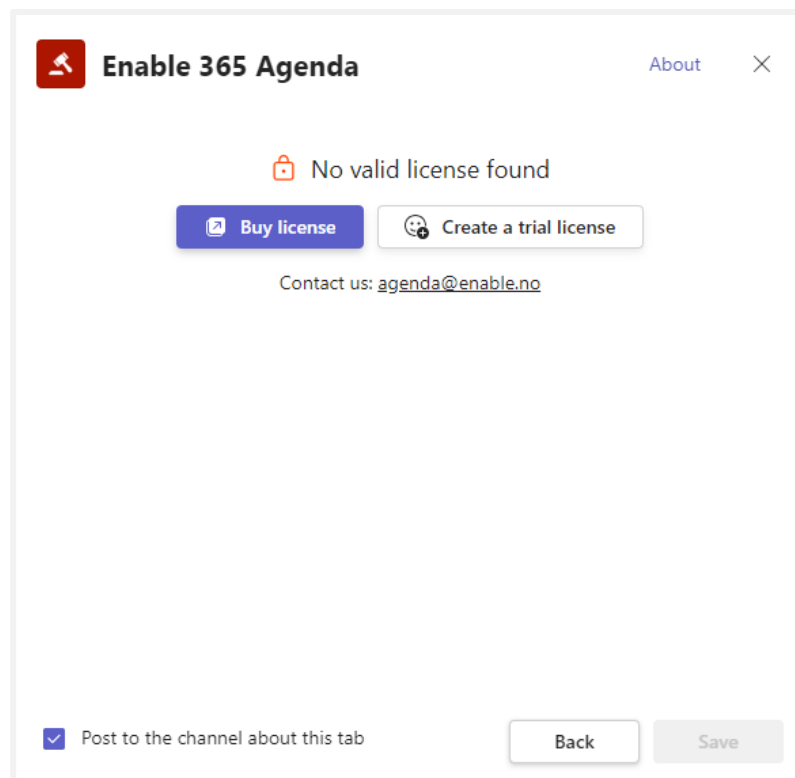 Enable 365 Agenda About
No valid license found
Buy license Create a trial license
Contact us: agenda@enable.no
Post to the channel about this tab Back Save